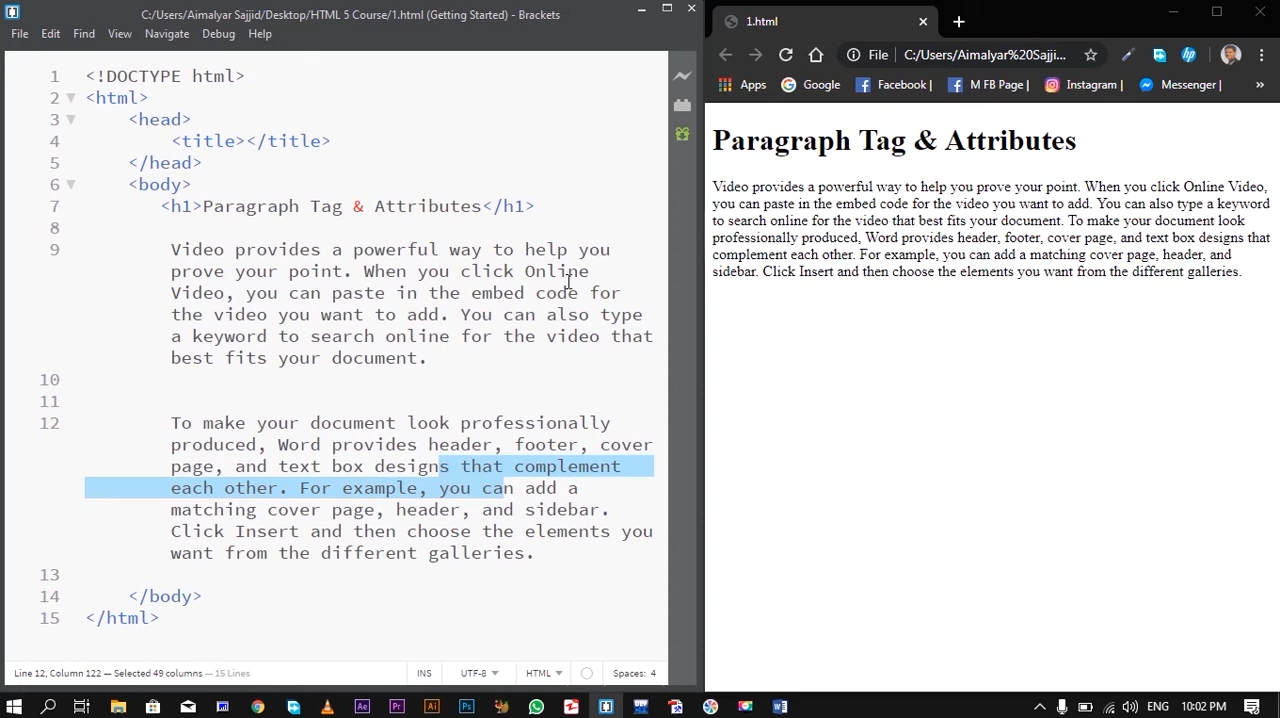 C:/Users/Aimalyar Sajjid/Desktop/HTML 5 Course/1.html (Getting Started) - Brackets
File Edit Find View Navigate Debug Help
1 <!DOCTYPE html>
2 <html>
3 <head>
4 <title></title>
5 </head>
6 <body>
7 <h1>Paragraph Tag & Attributes</h1>
8
9 Video provides a powerful way to help you
prove your point. When you click Online
Video, you can paste in the embed code for
the video you want to add. You can also type
a keyword to search online for the video that
best fits your document.
10
11
12 To make your document look professionally
produced, Word provides header, footer, cover
page, and text box designs that complement
each other. For example, you can add a
matching cover page, header, and sidebar.
Click Insert and then choose the elements you
want from the different galleries.
13
14 </body>
15 </html>
Line 12, Column 122 — Selected 49 columns — 15 Lines
INS UTF-8 HTML Spaces: 4
1.html
File C:/Users/Aimalyar%20Sajji...
Apps Google Facebook | M FB Page | Instagram | Messenger | »
Paragraph Tag & Attributes
Video provides a powerful way to help you prove your point. When you click Online Video,
you can paste in the embed code for the video you want to add. You can also type a keyword
to search online for the video that best fits your document. To make your document look
professionally produced, Word provides header, footer, cover page, and text box designs that
complement each other. For example, you can add a matching cover page, header, and
sidebar. Click Insert and then choose the elements you want from the different galleries.
Ae Pr Ai Ps
ENG 10:02 PM